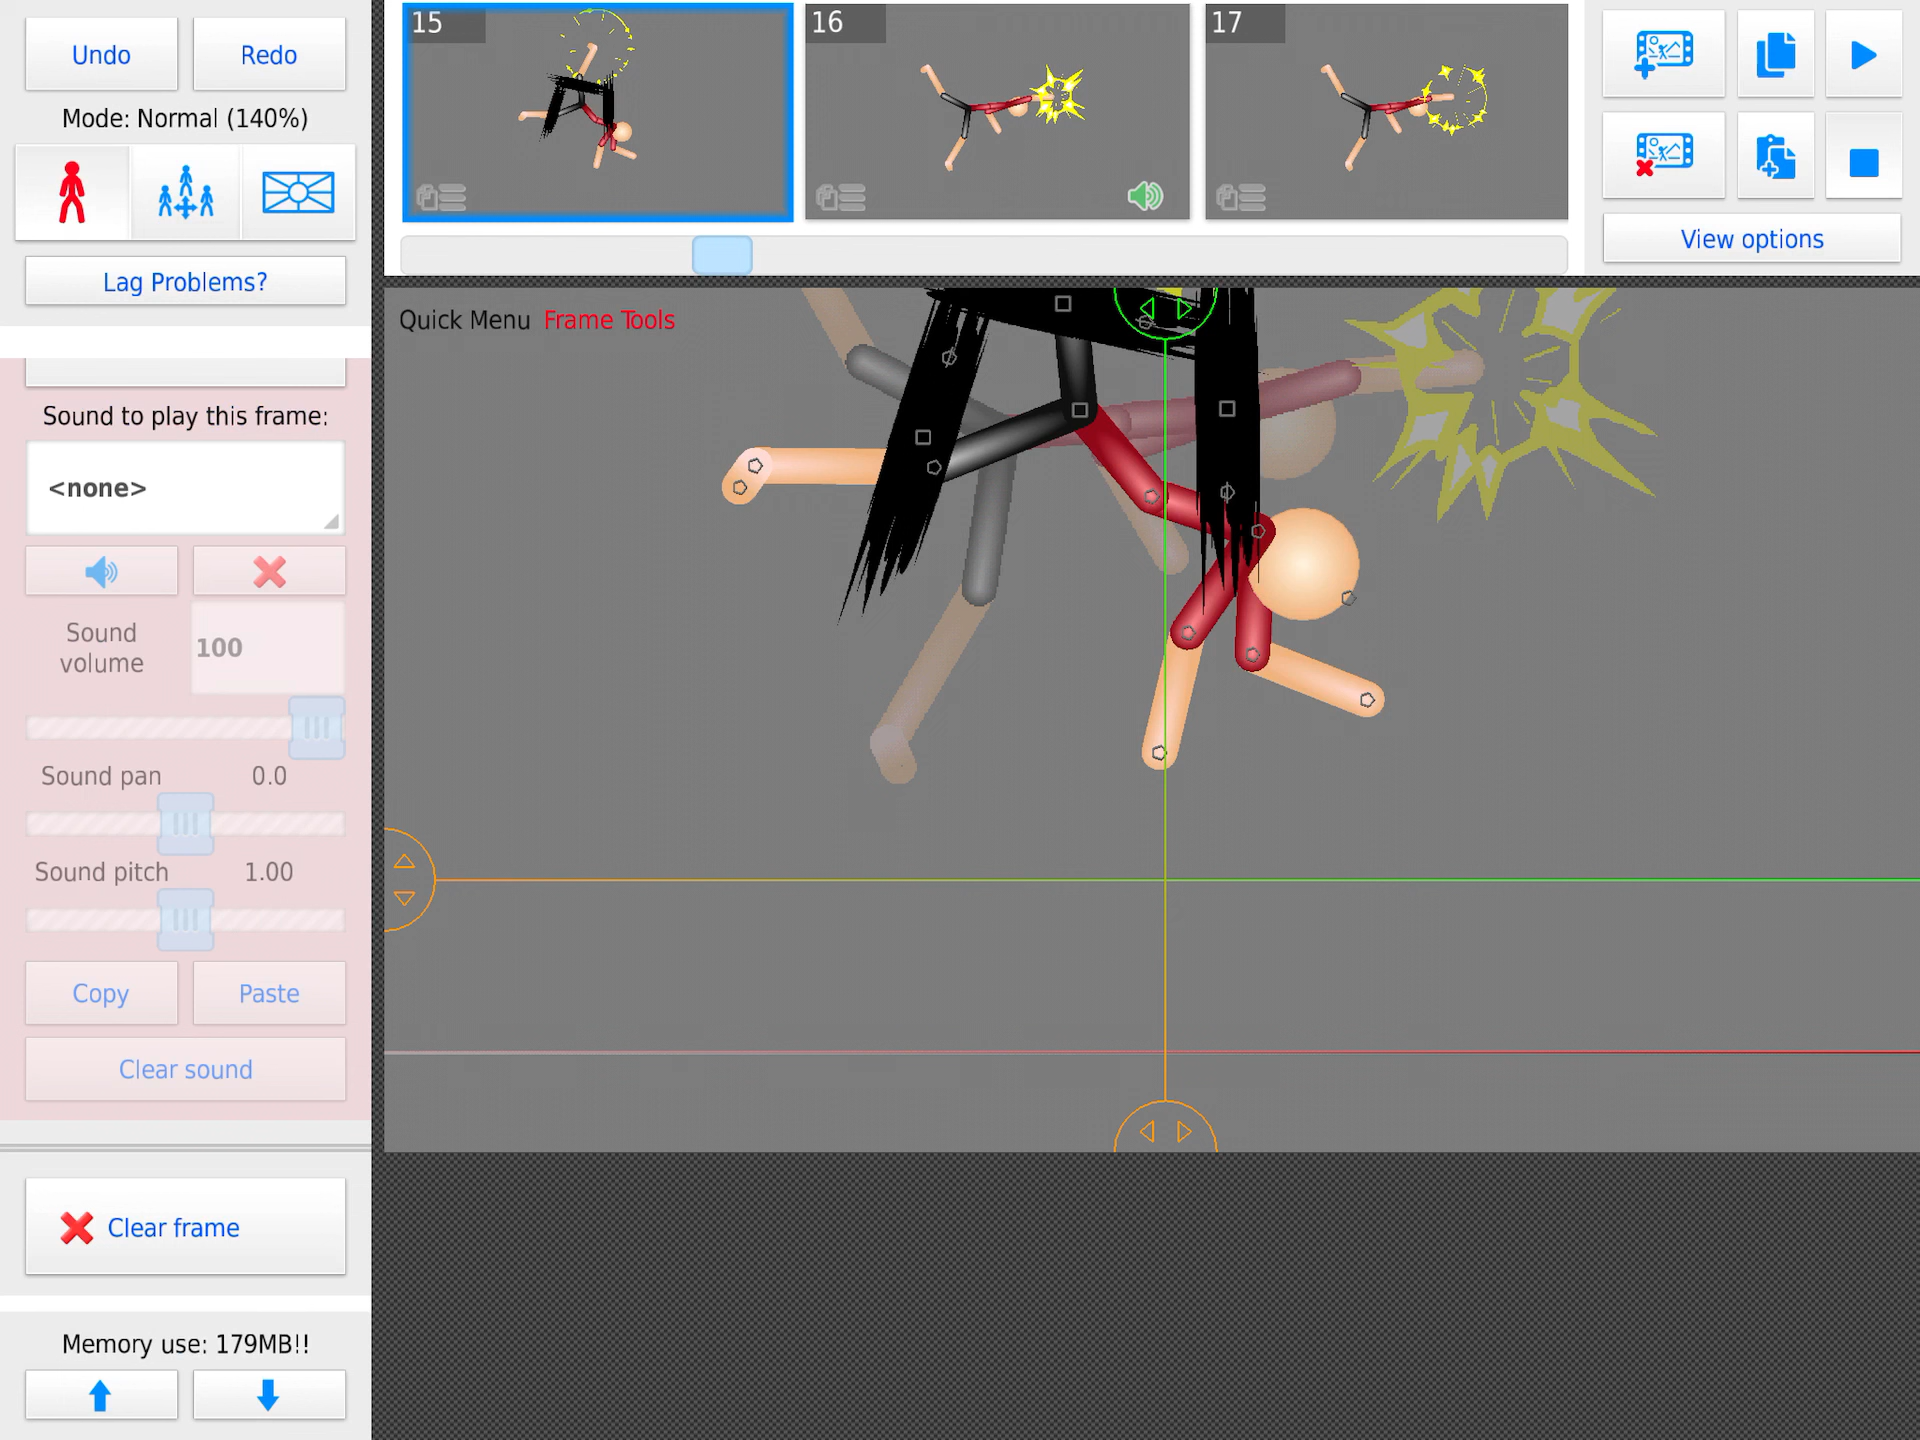 Undo
Redo
Mode: Normal (140%)
Lag Problems?
Sound to play this frame:
<none>
Sound
volume
100
Sound pan
0.0
Sound pitch
1.00
Copy
Paste
Clear sound
Clear frame
Memory use: 179MB!!
15
16
17
View options
Quick Menu
Frame Tools